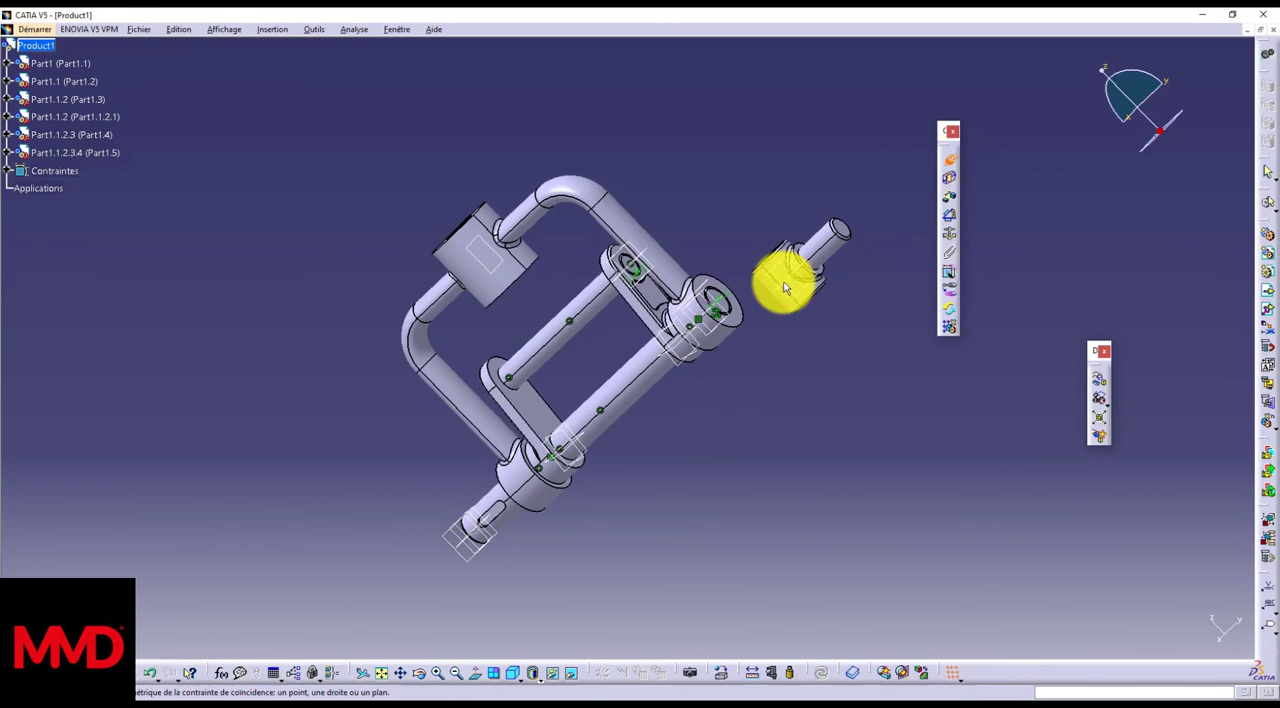 CATIA V5 - [Product1]
Démarrer ENOVIA V5 VPM Fichier Edition Affichage Insertion Outils Analyse Fenêtre Aide
Product1
Part1 (Part1.1)
Part1.1 (Part1.2)
Part1.1.2 (Part1.3)
Part1.1.2 (Part1.1.2.1)
Part1.1.2.3 (Part1.4)
Part1.1.2.3.4 (Part1.5)
Contraintes
Applications
z
y
x
C
D
z
y
x
MMD
f(x)
ABC
CATIA
métrique de la contrainte de coïncidence: un point, une droite ou un plan.